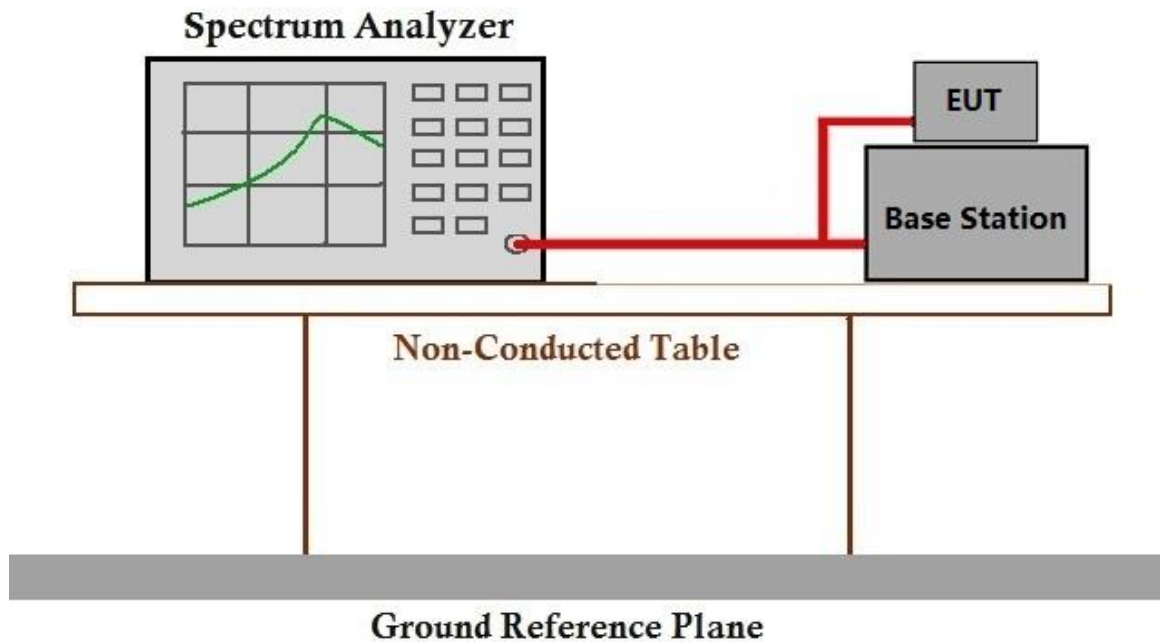 Spectrum Analyzer
EUT
Base Station
Non-Conducted Table
Ground Reference Plane